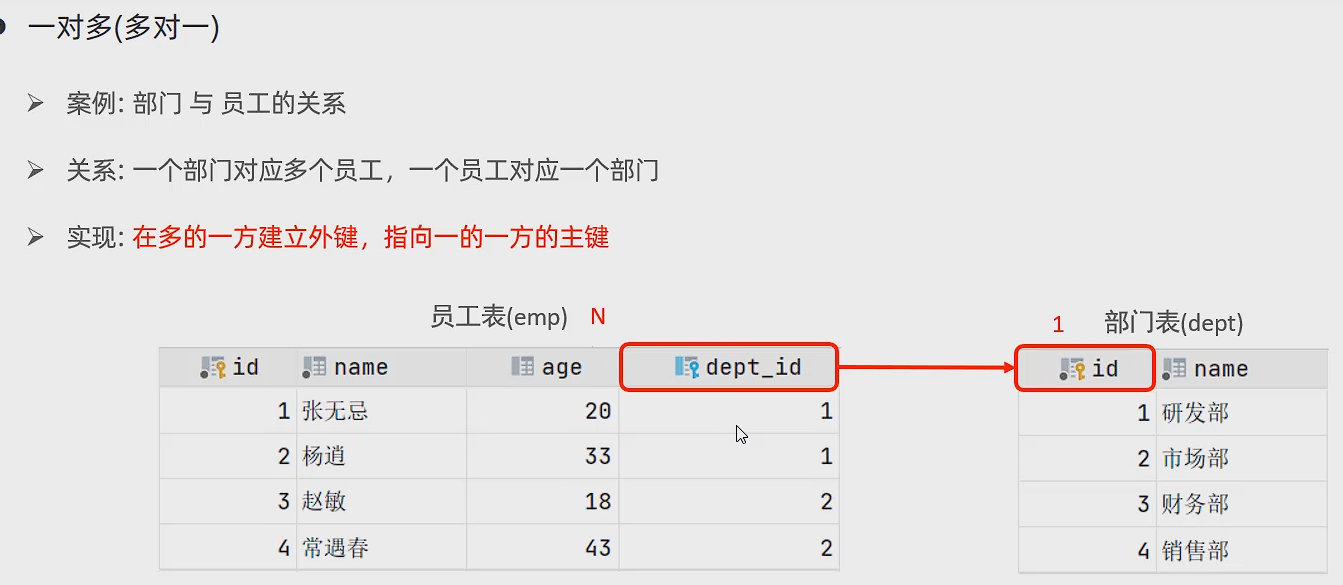 一对多(多对一)
案例: 部门 与 员工的关系
关系: 一个部门对应多个员工，一个员工对应一个部门
实现: 在多的一方建立外键，指向一的一方的主键
员工表(emp) N
id name age dept_id
1 张无忌 20 1
2 杨逍 33 1
3 赵敏 18 2
4 常遇春 43 2
1 部门表(dept)
id name
1 研发部
2 市场部
3 财务部
4 销售部